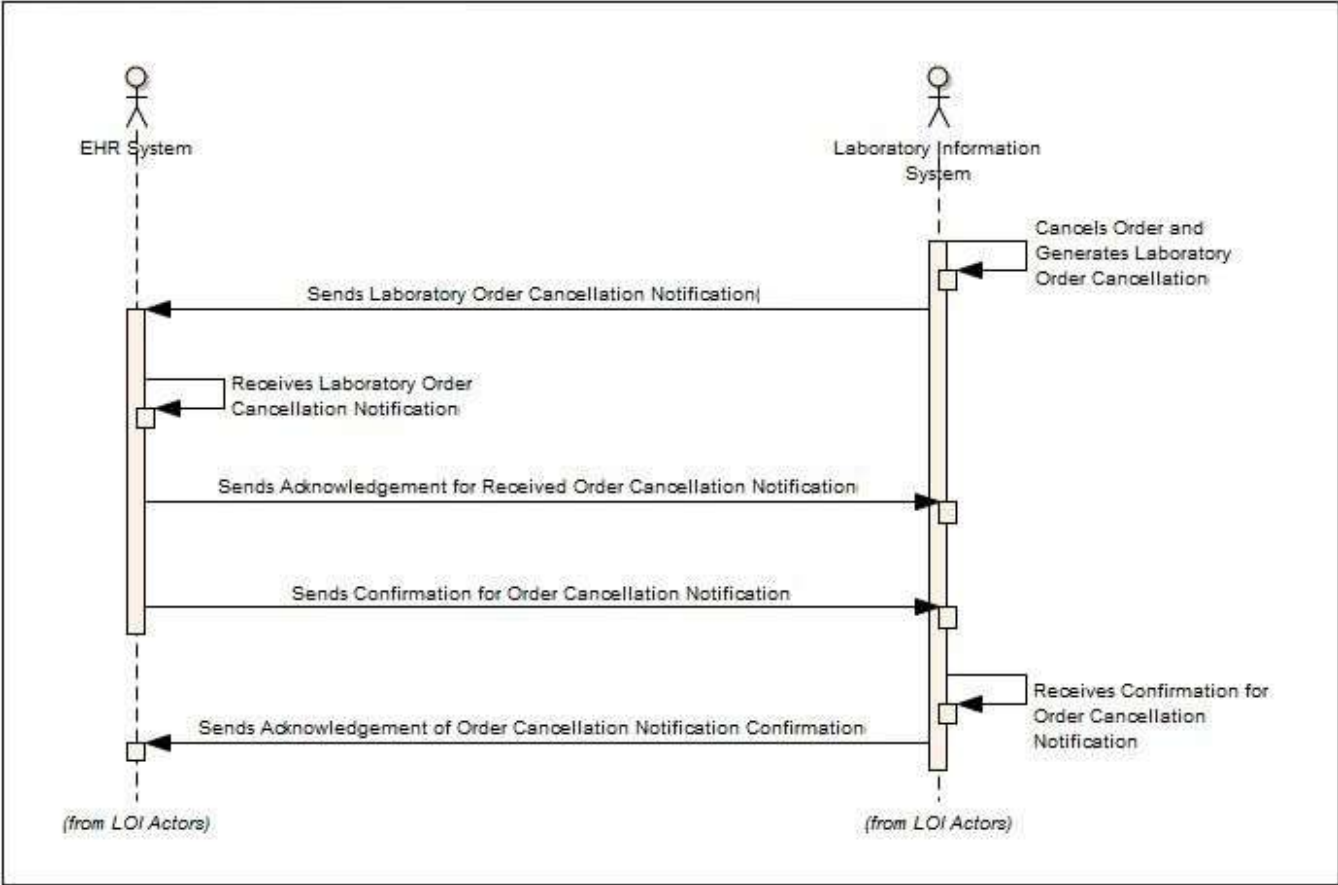 EHR System
Laboratory Information
System
Cancels Order and
Generates Laboratory
Order Cancellation
Sends Laboratory Order Cancellation Notification
Receives Laboratory Order
Cancellation Notification
Sends Acknowledgement for Received Order Cancellation Notification
Sends Confirmation for Order Cancellation Notification
Receives Confirmation for
Order Cancellation
Notification
Sends Acknowledgement of Order Cancellation Notification Confirmation
(from LOI Actors)
(from LOI Actors)